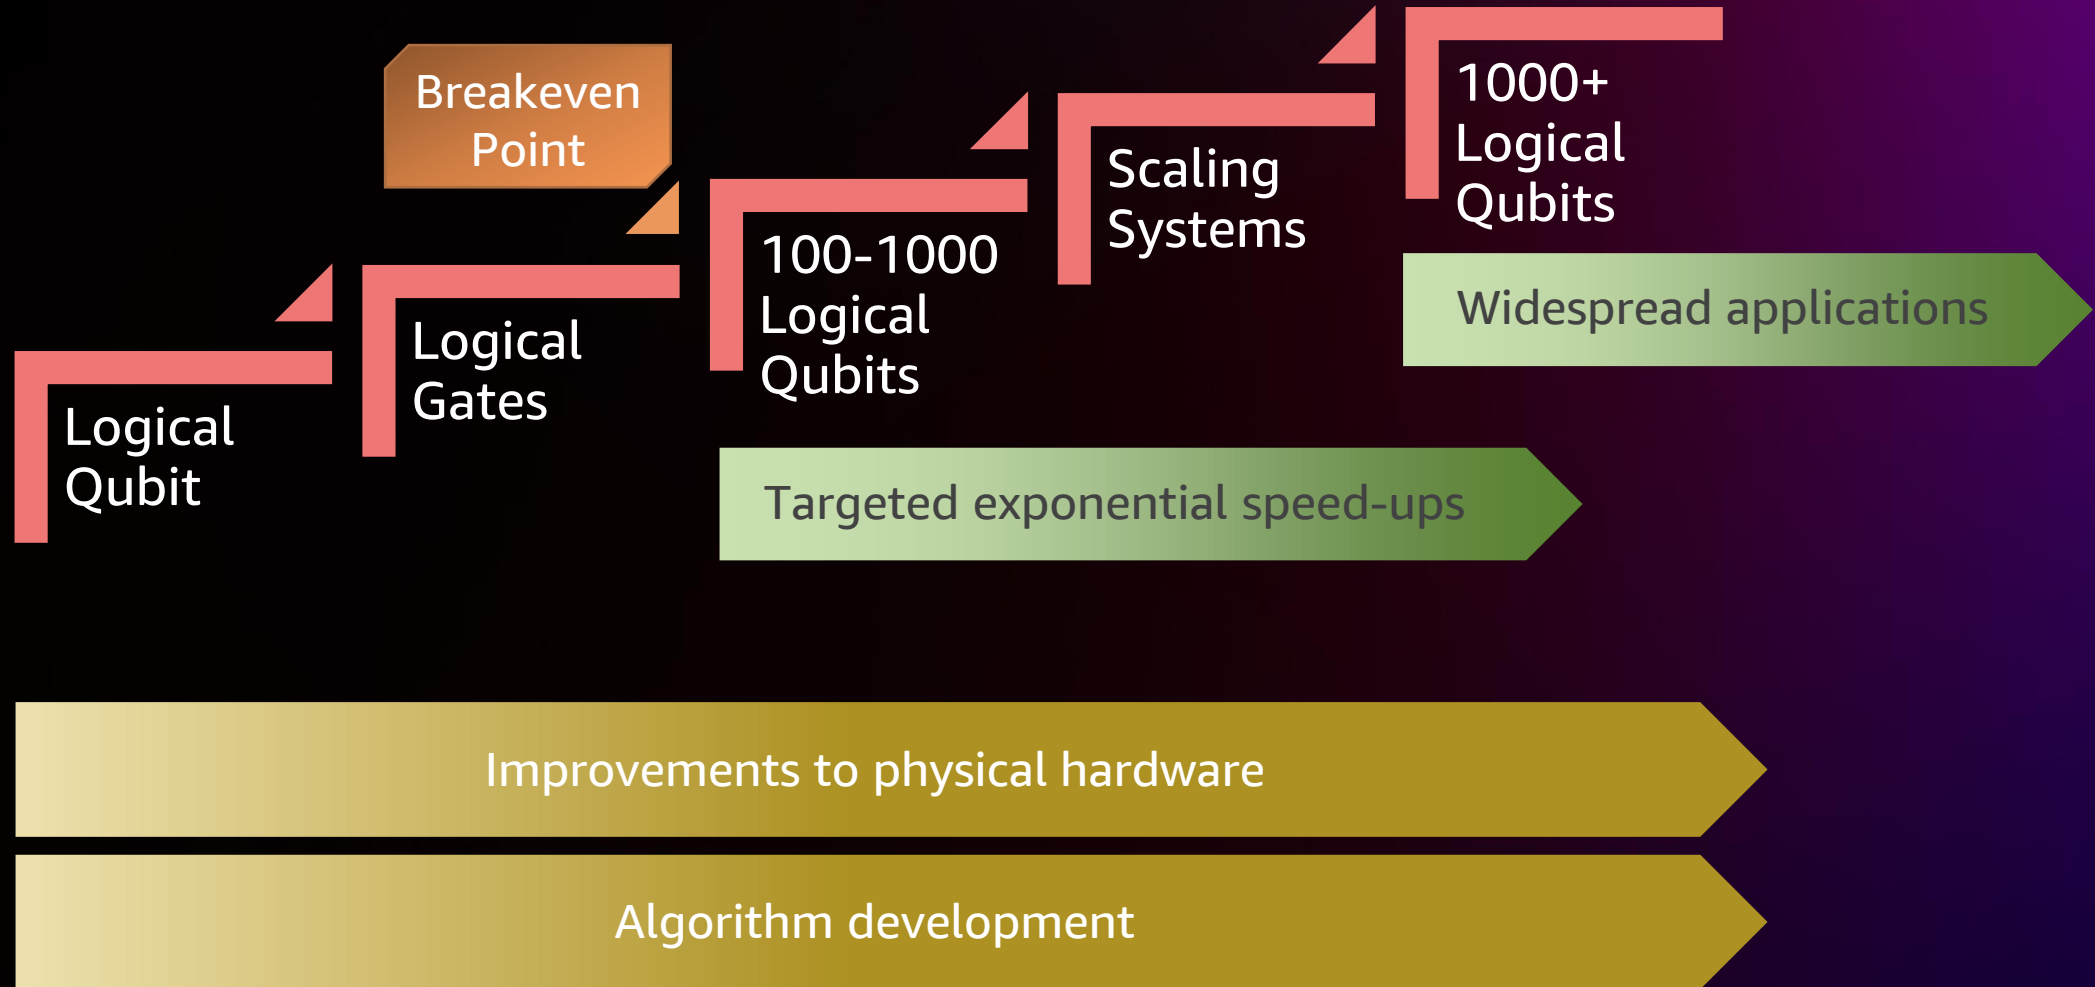 Breakeven
Point
Logical
Qubit
Logical
Gates
100-1000
Logical
Qubits
Scaling
Systems
1000+
Logical
Qubits
Widespread applications
Targeted exponential speed-ups
Improvements to physical hardware
Algorithm development